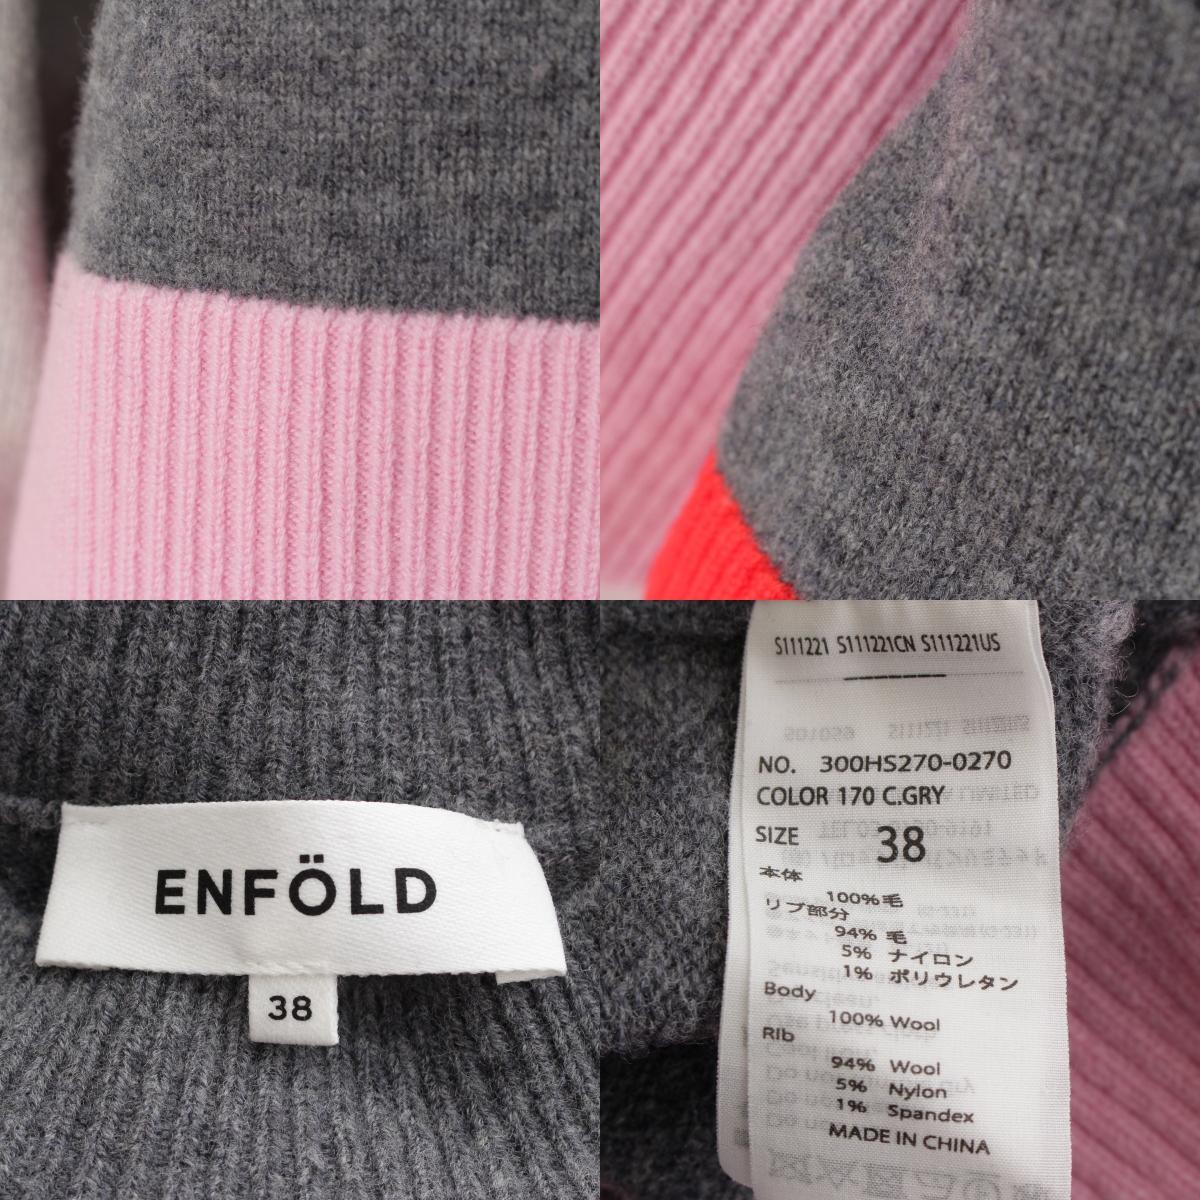 ENFÖLD
38
S111221 S111221CN S111221US
NO. 300HS270-0270
COLOR 170 C.GRY
SIZE 38
本体
100%毛
リブ部分
94% 毛
5% ナイロン
1% ポリウレタン
Body
100% Wool
Rib
94% Wool
5% Nylon
1% Spandex
MADE IN CHINA